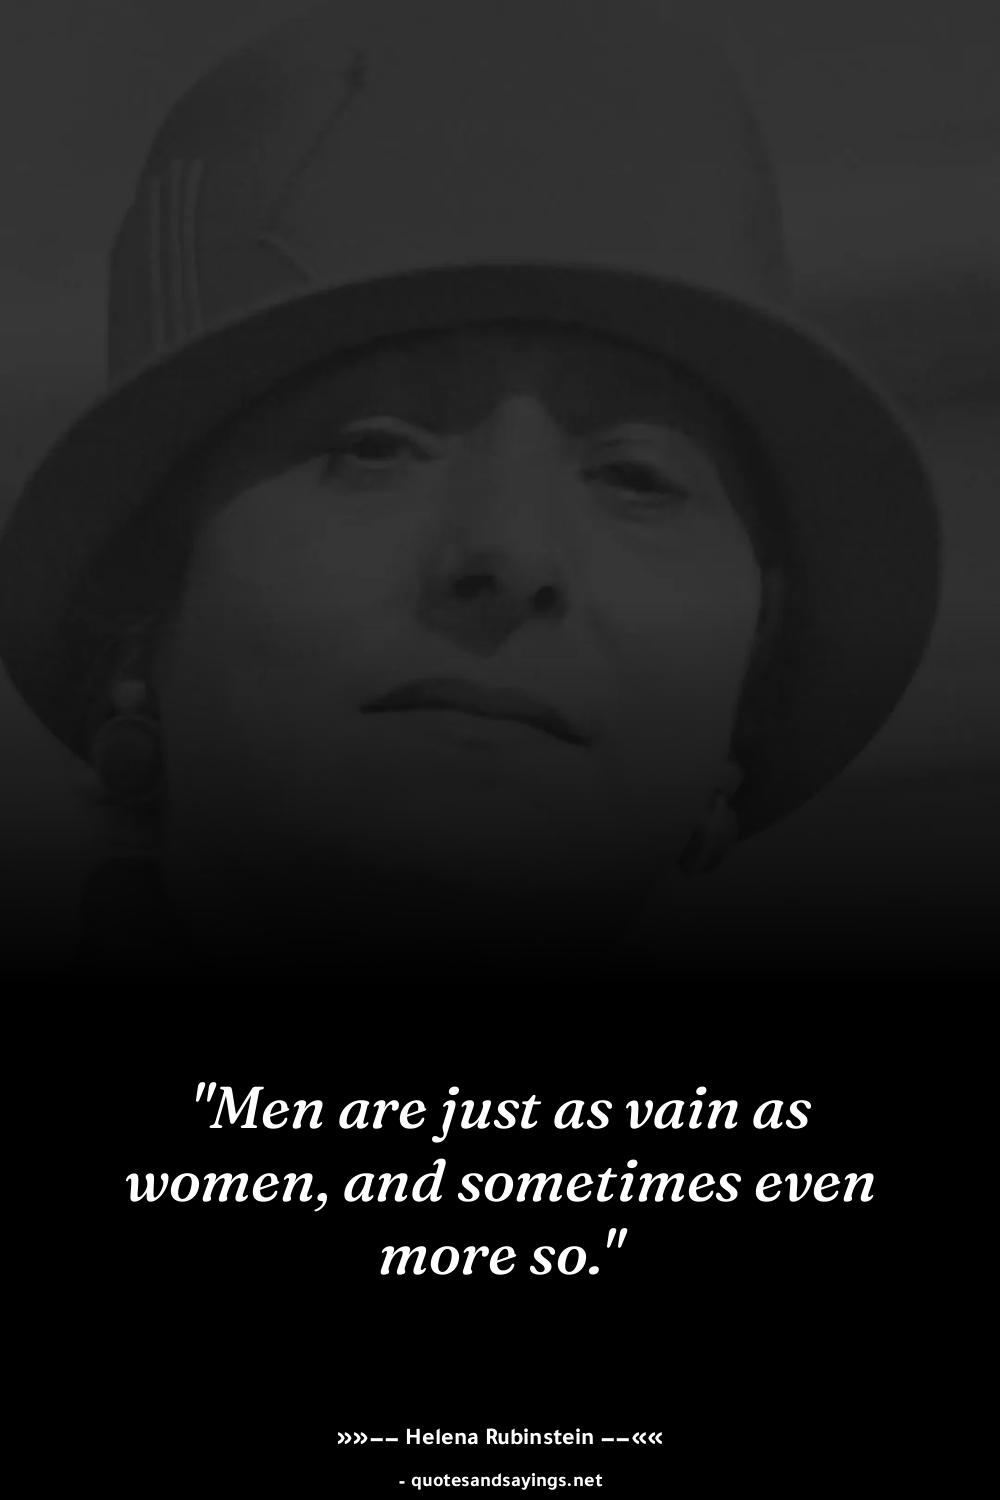 "Men are just as vain as
women, and sometimes even
more so."
»»–– Helena Rubinstein ––««
- quotesandsayings.net